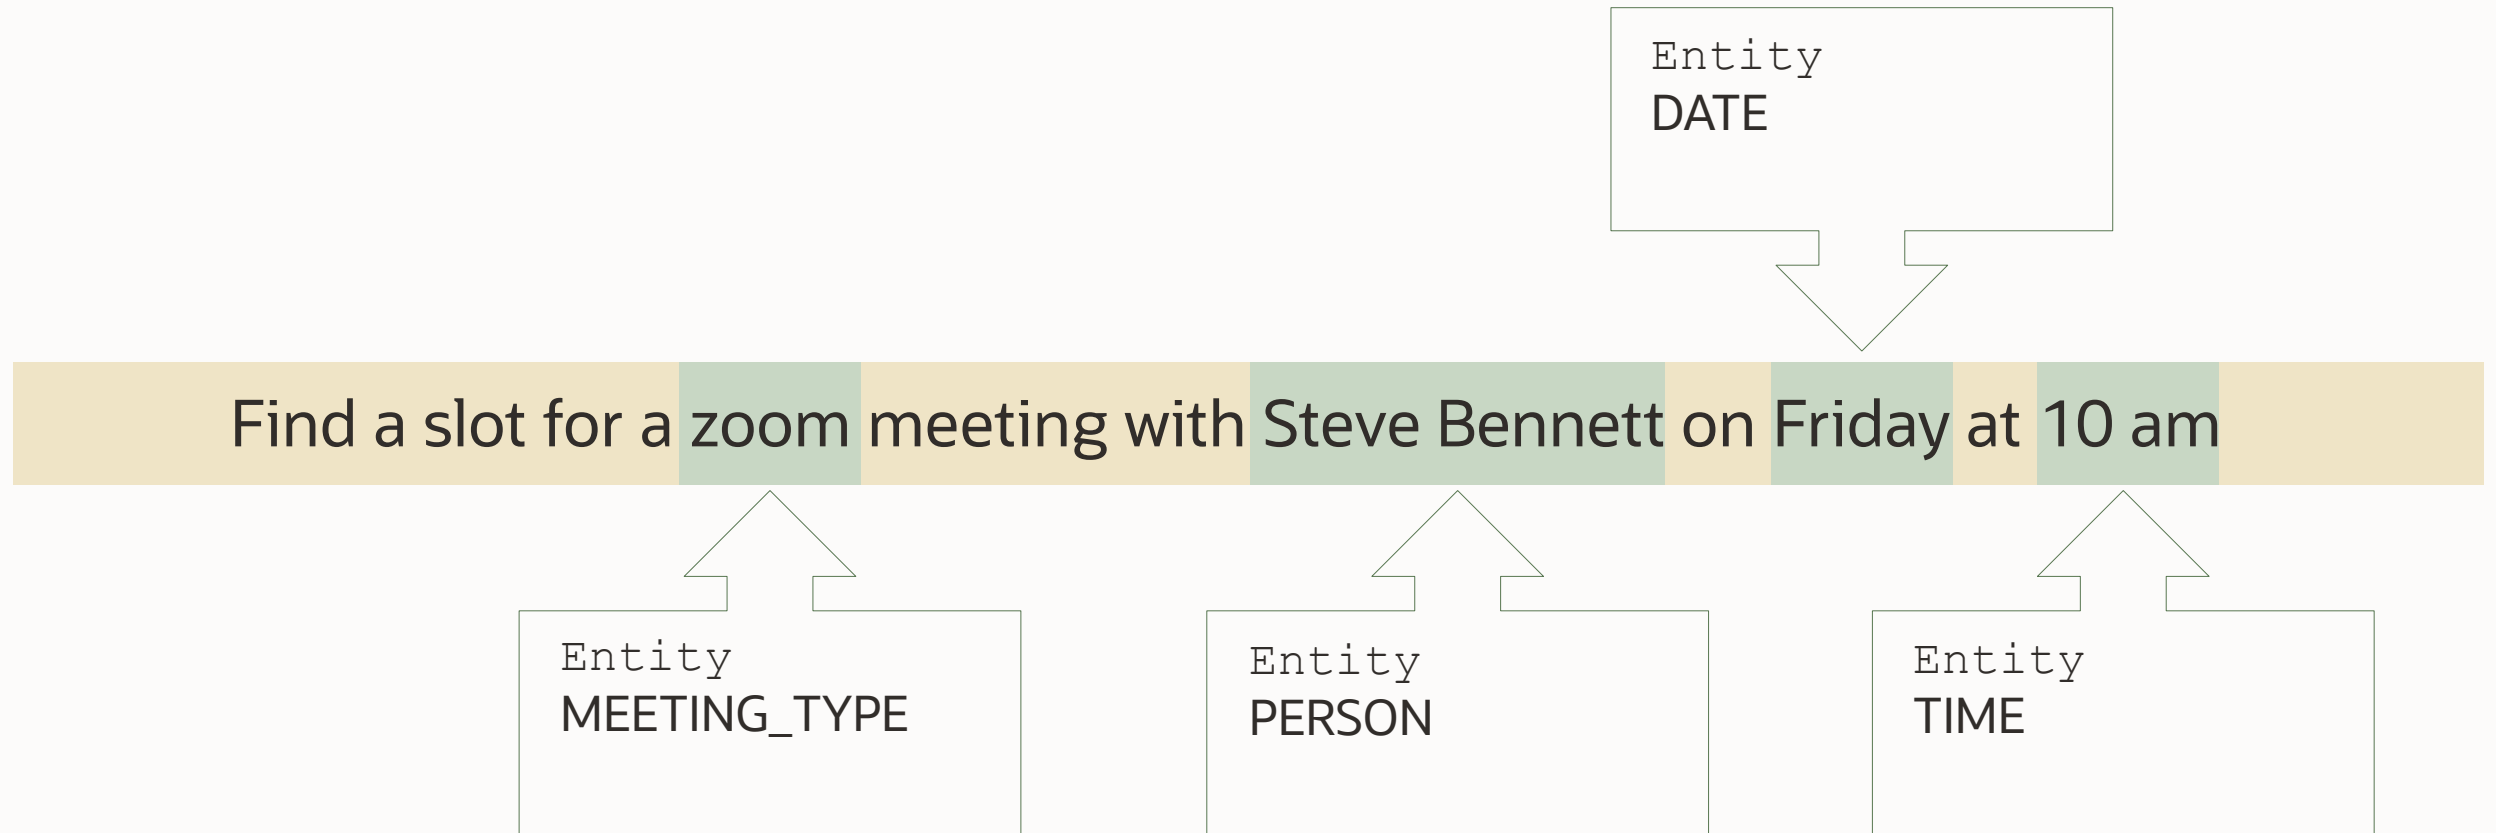 Entity
DATE
Find a slot for a zoom meeting with Steve Bennett on Friday at 10 am
Entity
MEETING_TYPE
Entity
PERSON
Entity
TIME